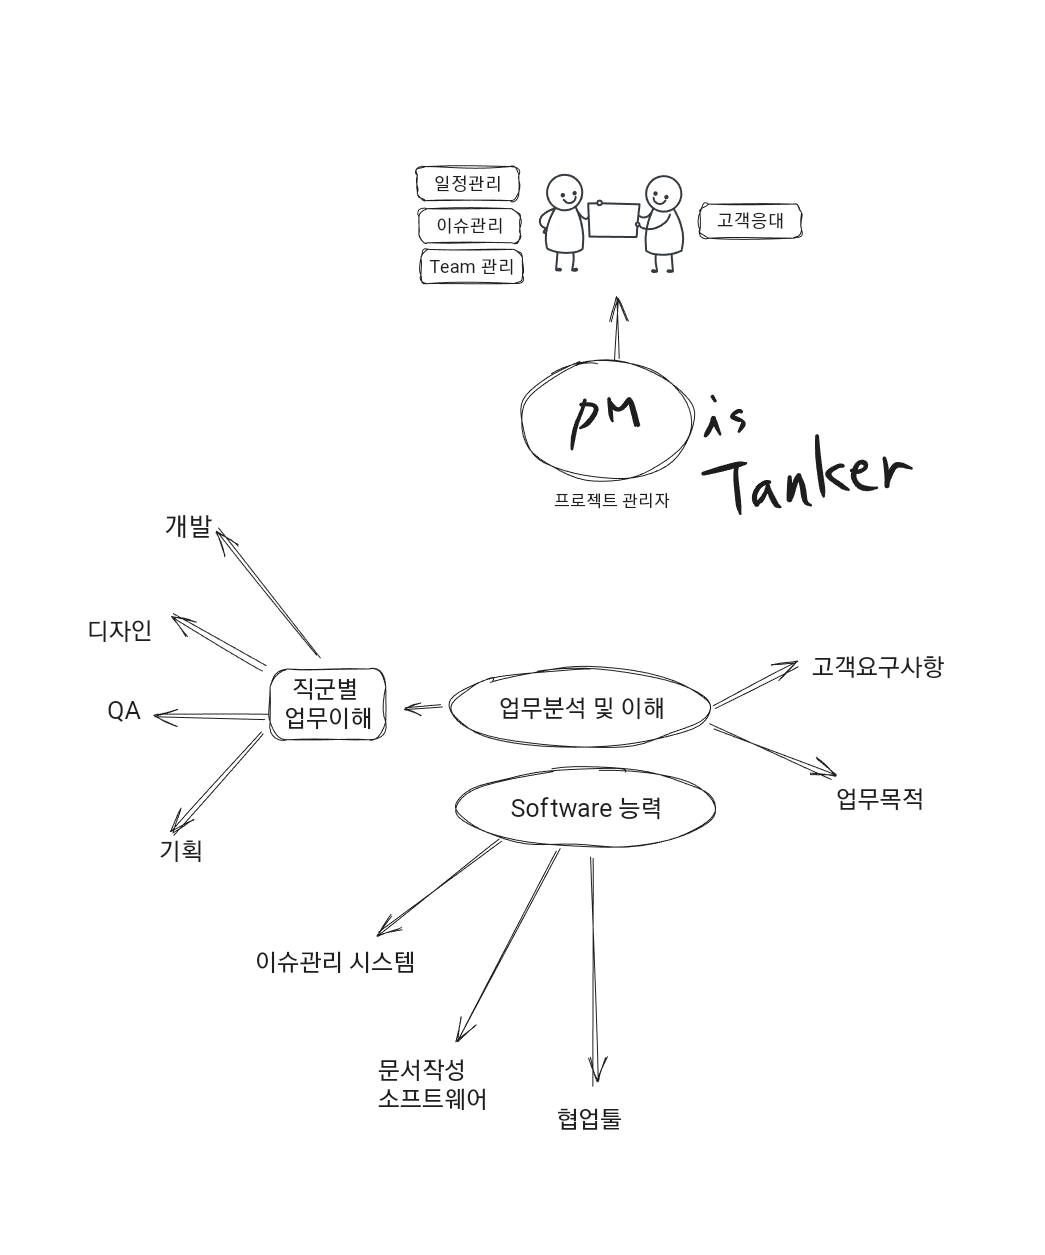 일정관리
이슈관리
Team 관리
고객응대
PM
is
Tanker
프로젝트 관리자
개발
디자인
QA
기획
직군별
업무이해
업무분석 및 이해
고객요구사항
업무목적
Software 능력
이슈관리 시스템
문서작성
소프트웨어
협업툴